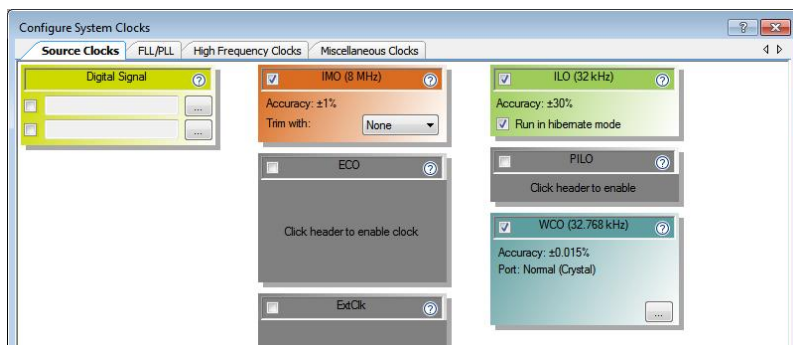 Configure System Clocks
Source Clocks FLL/PLL High Frequency Clocks Miscellaneous Clocks
Digital Signal
...
...
IMO (8 MHz)
Accuracy: ±1%
Trim with: None
ECO
Click header to enable clock
ExtClk
ILO (32 kHz)
Accuracy: ±30%
Run in hibernate mode
PILO
Click header to enable
WCO (32.768 kHz)
Accuracy: ±0.015%
Port: Normal (Crystal)
...